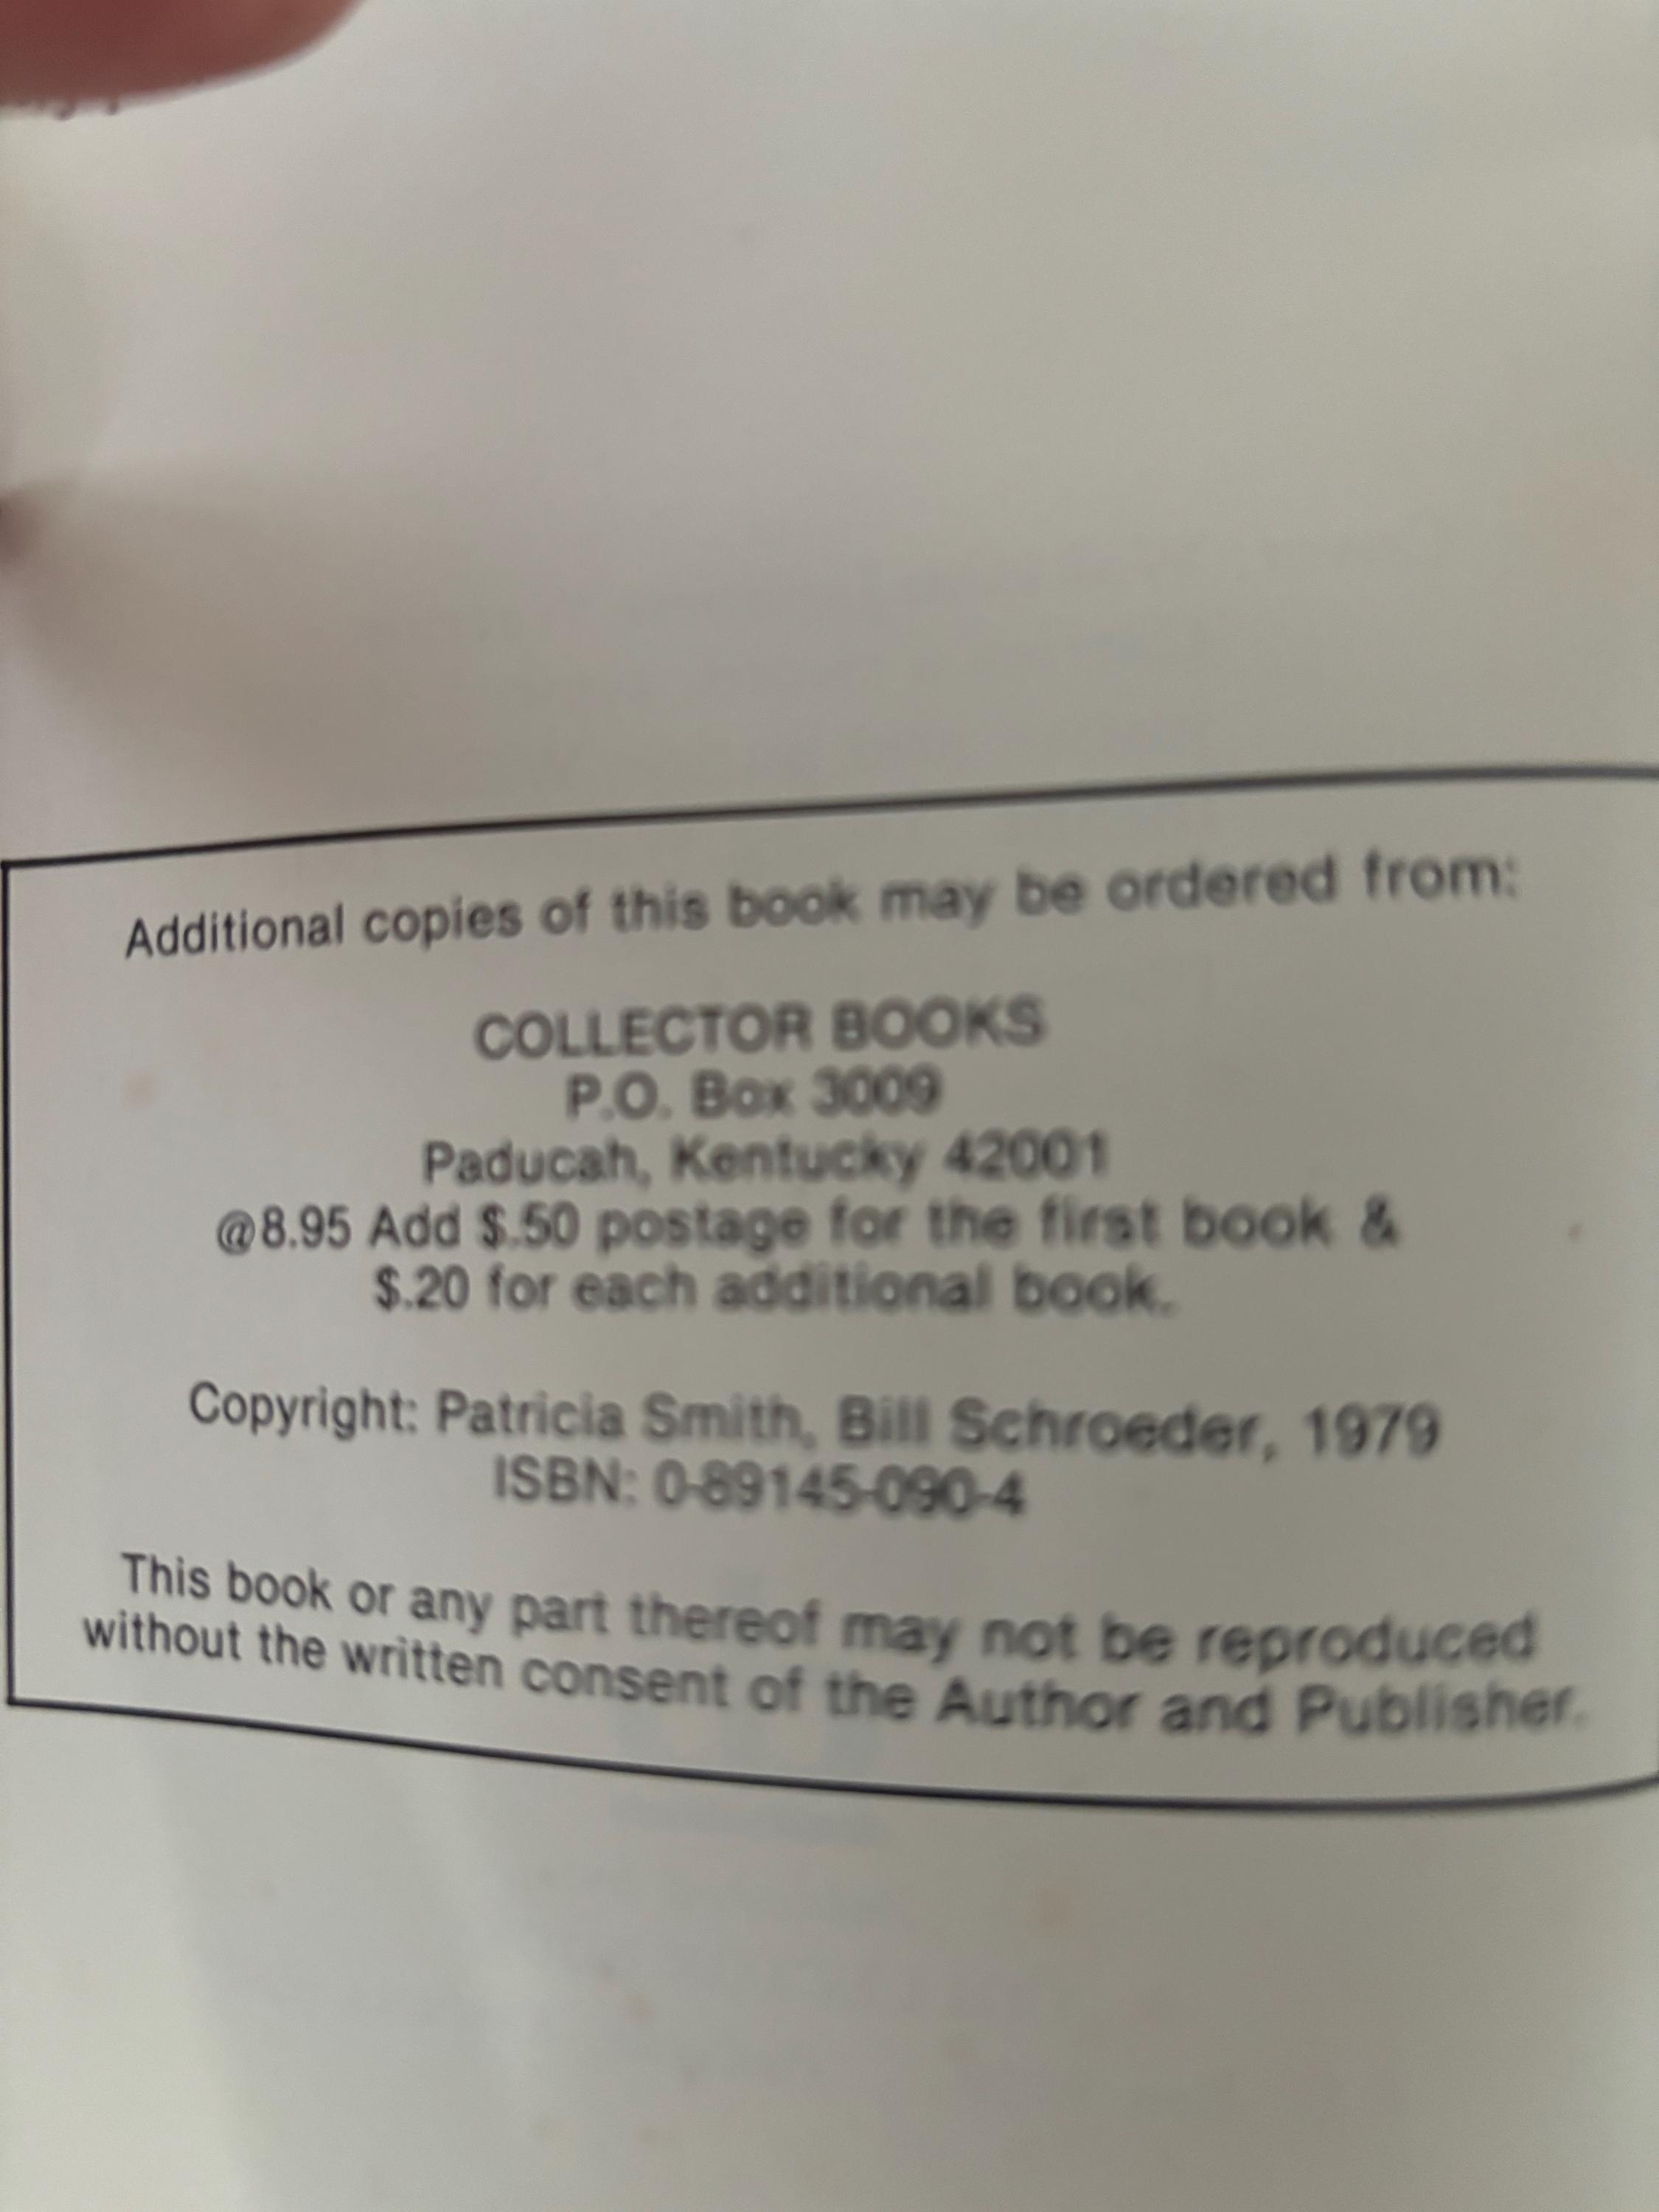 Additional copies of this book may be ordered from:
COLLECTOR BOOKS
P.O. Box 3009
Paducah, Kentucky 42001
@8.95 Add $.50 postage for the first book &
$.20 for each additional book.
Copyright: Patricia Smith, Bill Schroeder, 1979
ISBN: 0-89145-090-4
This book or any part thereof may not be reproduced
without the written consent of the Author and Publisher.